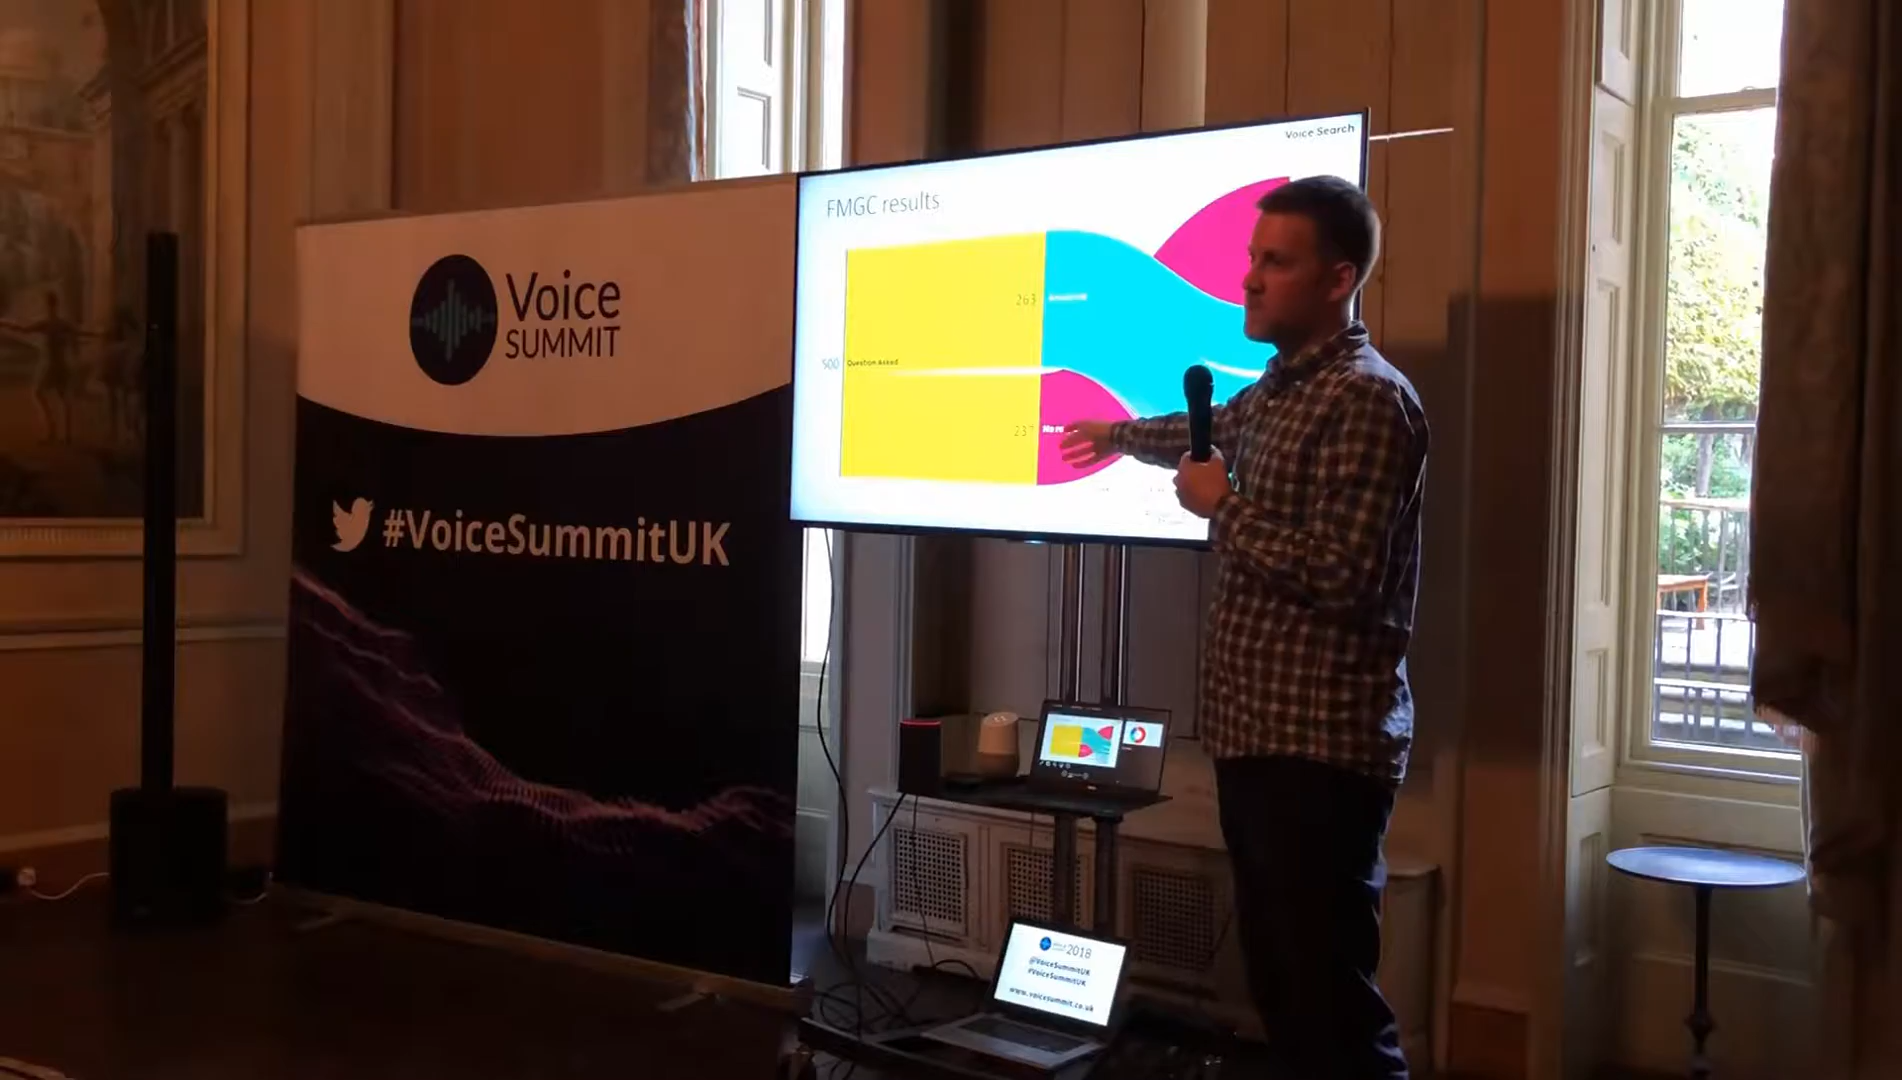 Voice
SUMMIT
#VoiceSummitUK
Voice Search
FMGC results
263
500 Question Asked
237
2018
@VoiceSummitUK
#VoiceSummitUK
www.voicesummit.co.uk